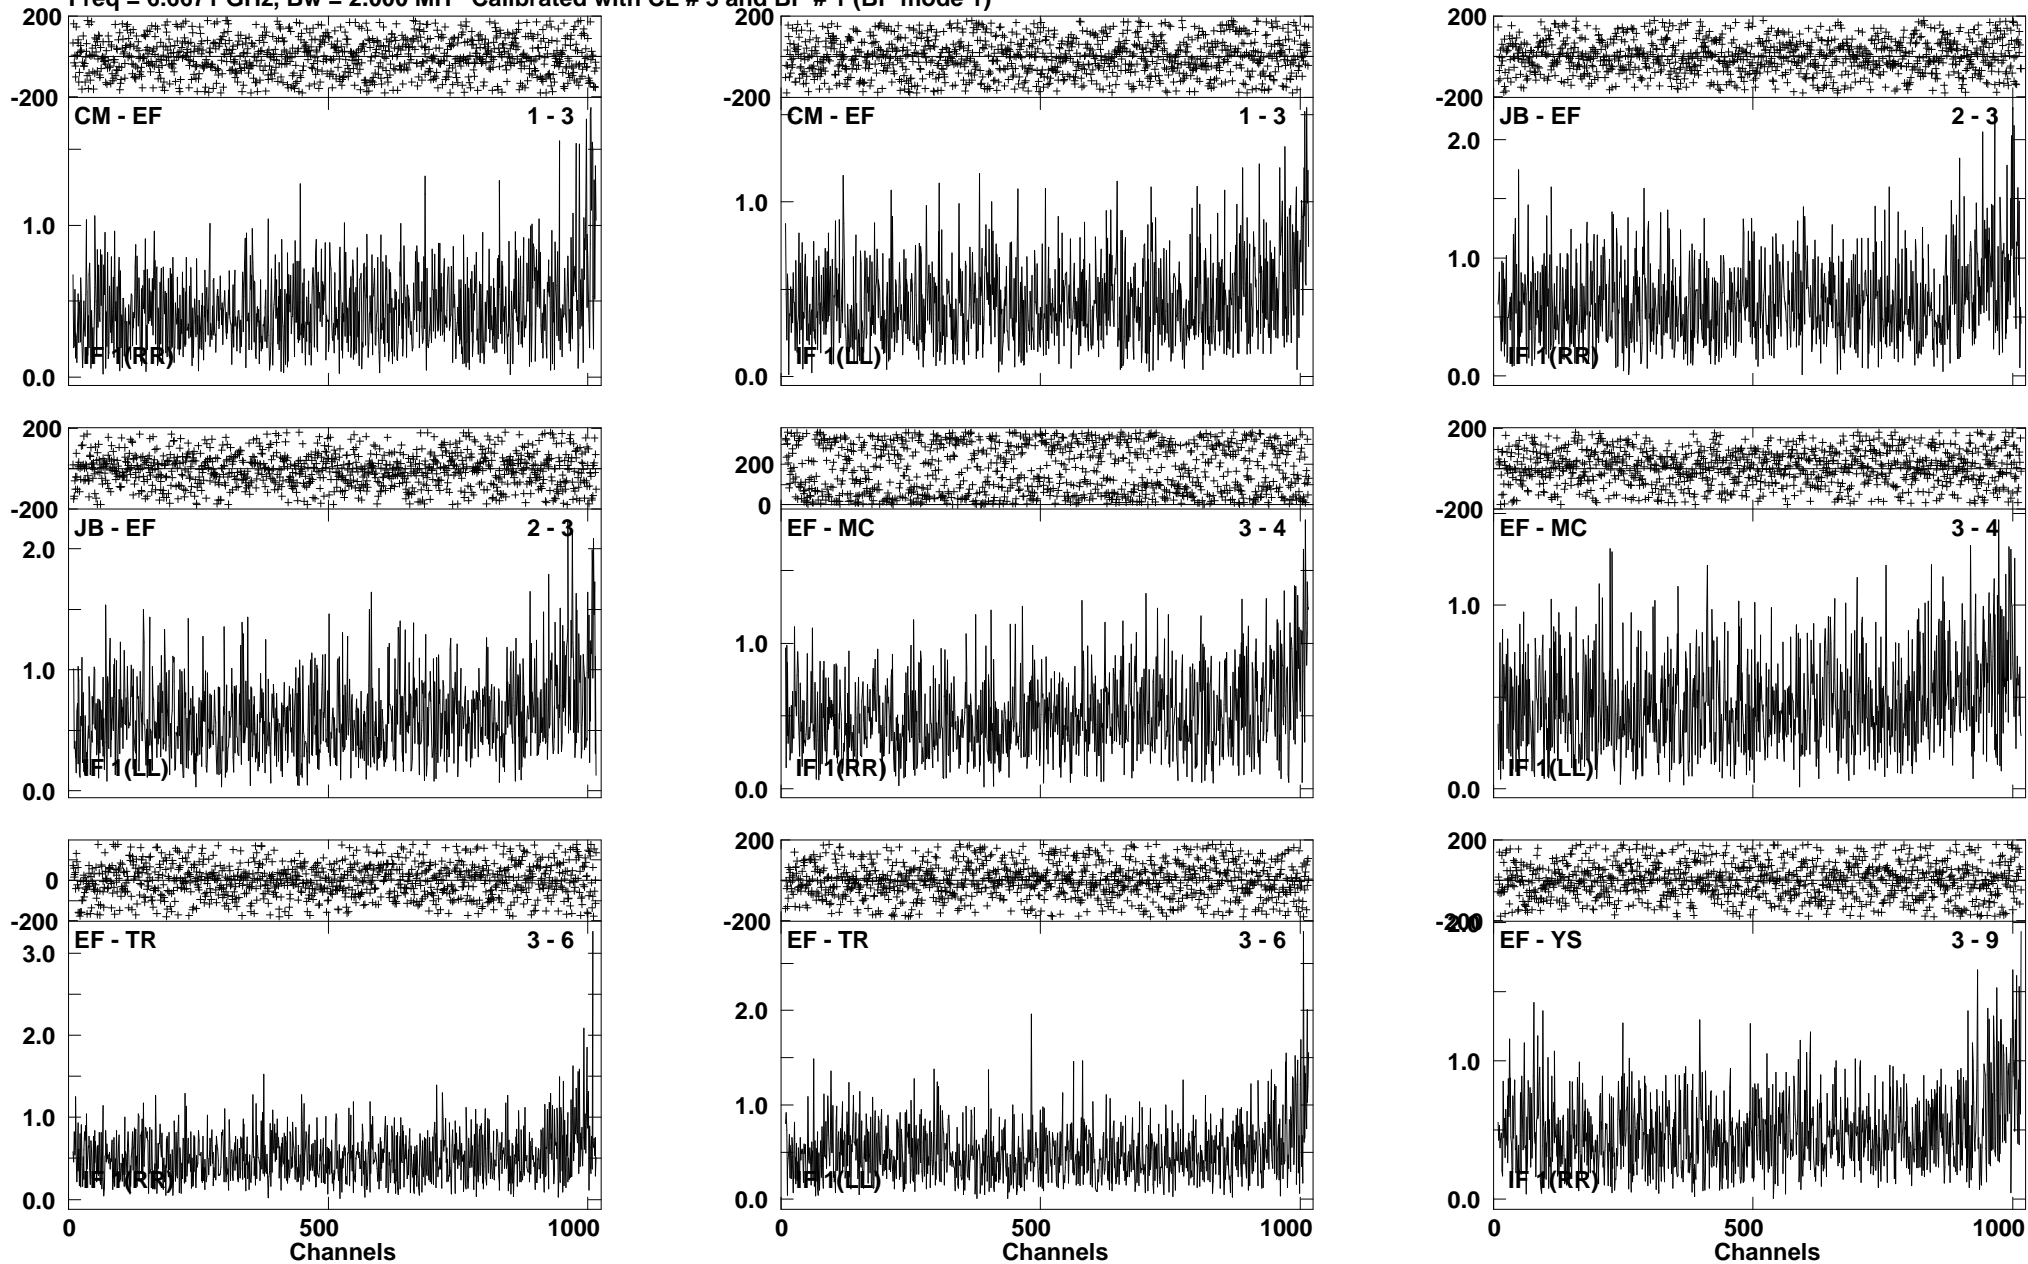 Freq = 6.6671 GHz, Bw = 2.000 MH Calibrated with CL # 3 and BP # 1 (BP mode 1)
200 200 200
-200 -200 -200
CM - EF 1 - 3 CM - EF 1 - 3 JB - EF 2 - 3
2.0
1.0 1.0 1.0
IF 1(RR) IF 1(LL) IF 1(RR)
0.0 0.0 0.0
200 200 200
-200 0 -200
JB - EF 2 - 3 EF - MC 3 - 4 EF - MC 3 - 4
2.0
1.0 1.0 1.0
IF 1(LL) IF 1(RR) IF 1(LL)
0.0 0.0 0.0
200 200
0
-200 -200 -200 2.0
EF - TR 3 - 6 EF - TR 3 - 6 EF - YS 3 - 9
3.0
2.0 2.0
1.0 1.0 1.0
IF 1(RR) IF 1(LL) IF 1(RR)
0.0 0.0 0.0
0 500 1000 0 500 1000 0 500 1000
Channels Channels Channels